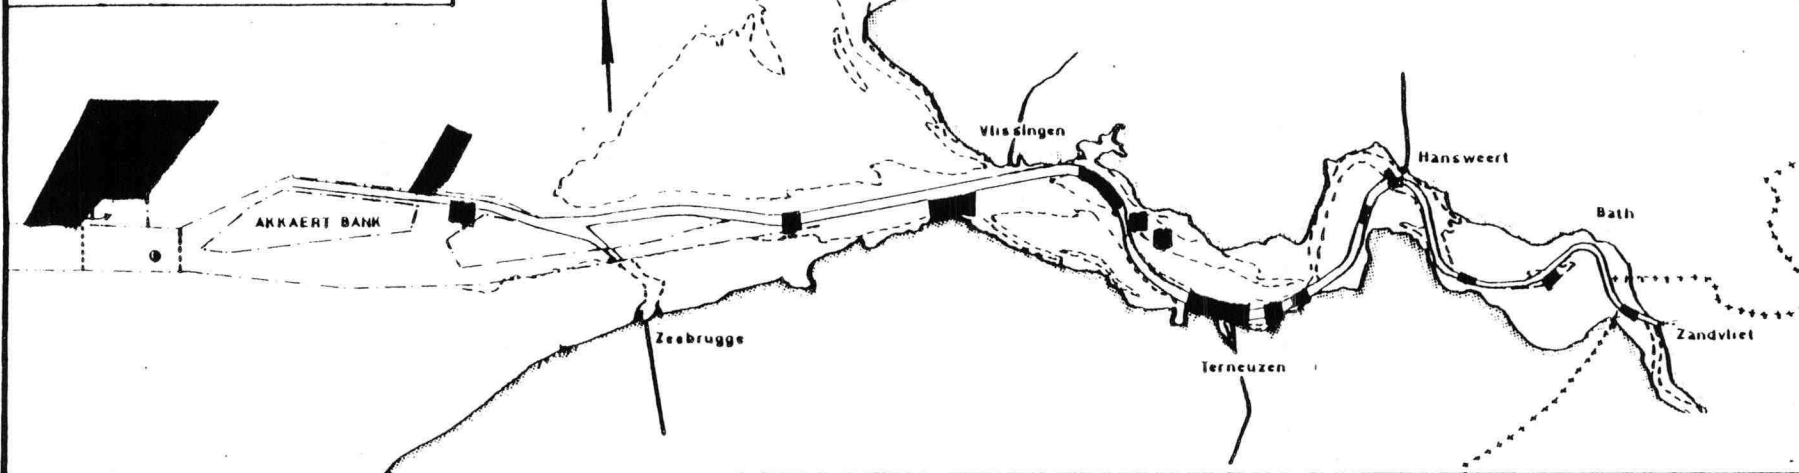 Vlissingen
Hansweert
AKKAERT BANK
Bath
Zeebrugge
Zandvliet
Terneuzen